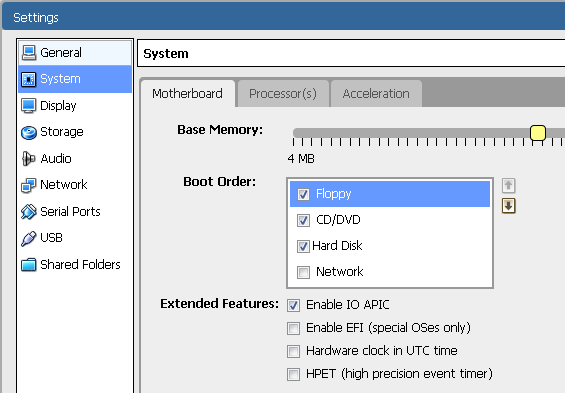 Settings
General
System
Display
Storage
Audio
Network
Serial Ports
USB
Shared Folders
System
Motherboard Processor(s) Acceleration
Base Memory:
4 MB
Boot Order:
Floppy
CD/DVD
Hard Disk
Network
Extended Features: Enable IO APIC
Enable EFI (special OSes only)
Hardware clock in UTC time
HPET (high precision event timer)